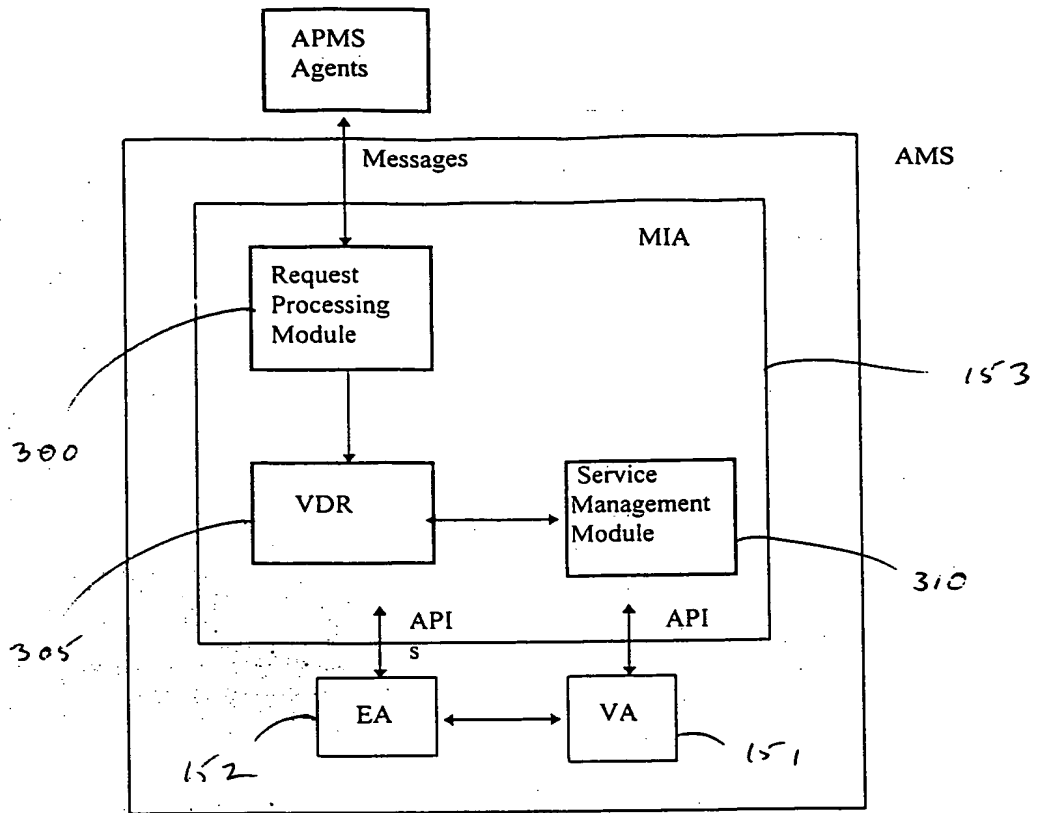 APMS
Agents
Messages
AMS
MIA
Request
Processing
Module
153
300
VDR
Service
Management
Module
310
305
API
s
API
EA
VA
152
151